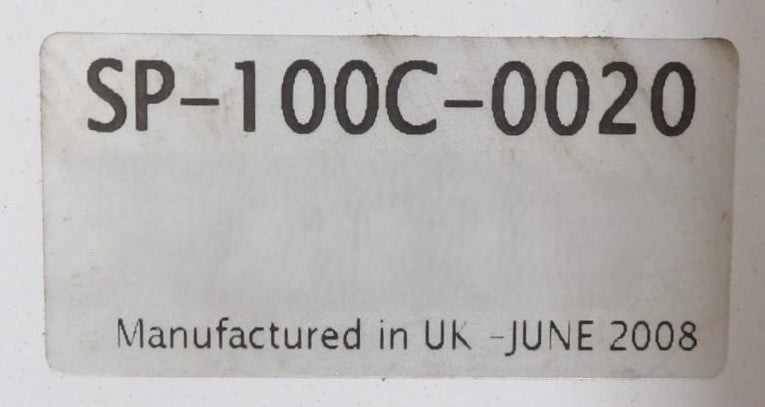 SP-100C-0020
Manufactured in UK -JUNE 2008